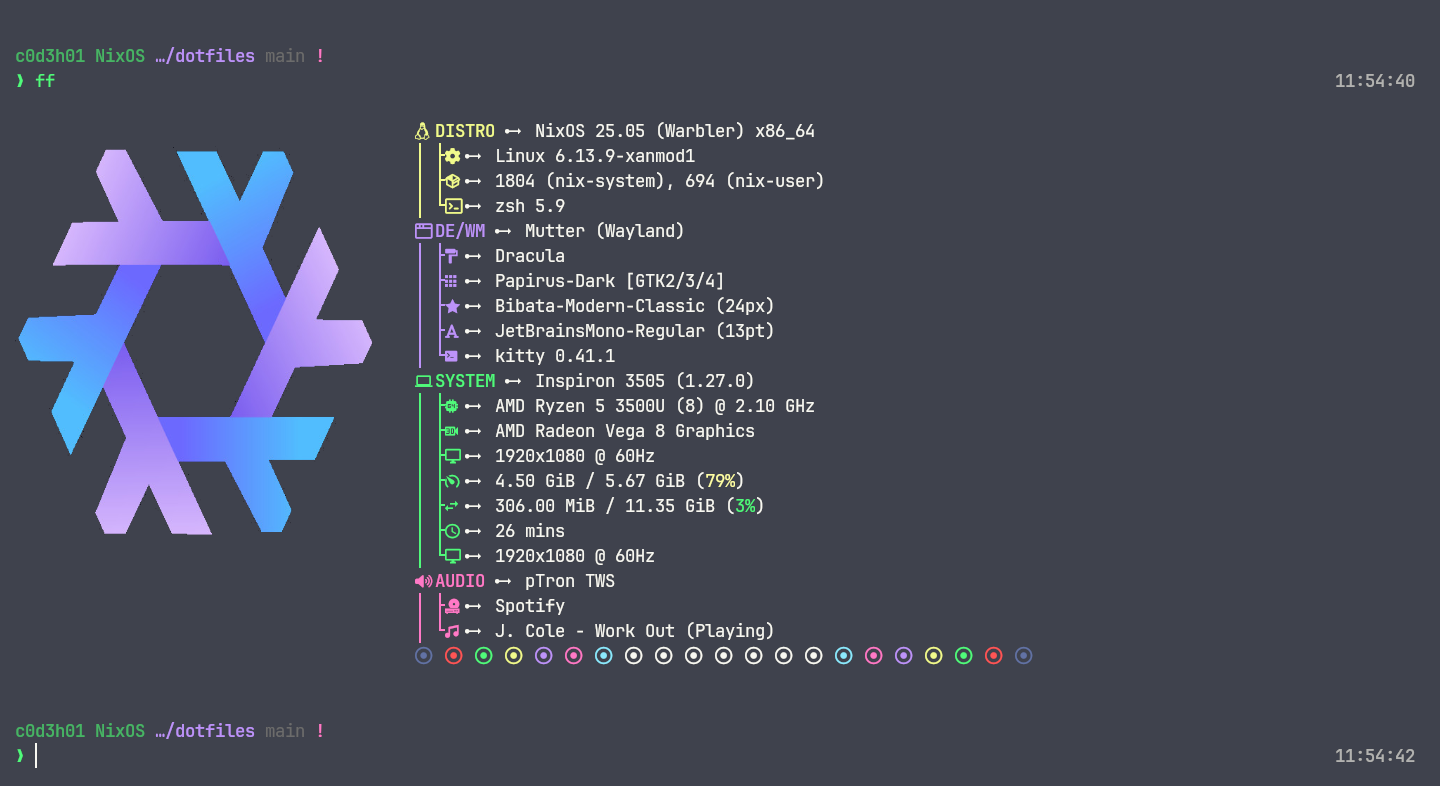 c0d3h01 NixOS …/dotfiles main !
❱ ff 11:54:40
DISTRO NixOS 25.05 (Warbler) x86_64
Linux 6.13.9-xanmod1
1804 (nix-system), 694 (nix-user)
zsh 5.9
DE/WM Mutter (Wayland)
Dracula
Papirus-Dark [GTK2/3/4]
Bibata-Modern-Classic (24px)
JetBrainsMono-Regular (13pt)
kitty 0.41.1
SYSTEM Inspiron 3505 (1.27.0)
AMD Ryzen 5 3500U (8) @ 2.10 GHz
AMD Radeon Vega 8 Graphics
1920x1080 @ 60Hz
4.50 GiB / 5.67 GiB (79%)
306.00 MiB / 11.35 GiB (3%)
26 mins
1920x1080 @ 60Hz
AUDIO pTron TWS
Spotify
J. Cole - Work Out (Playing)
c0d3h01 NixOS …/dotfiles main !
❱ 11:54:42